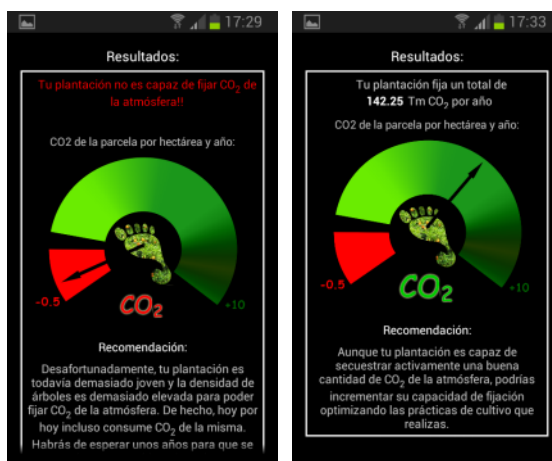 17:29
Resultados:
Tu plantación no es capaz de fijar CO2 de
la atmósfera!!
CO2 de la parcela por hectárea y año:
-0.5
CO2
+10
Recomendación:
Desafortunadamente, tu plantación es
todavía demasiado joven y la densidad de
árboles es demasiado elevada para poder
fijar CO2 de la atmósfera. De hecho, hoy por
hoy incluso consume CO2 de la misma.
Habrás de esperar unos años para que se
17:33
Resultados:
Tu plantación fija un total de
142.25 Tm CO2 por año
CO2 de la parcela por hectárea y año:
-0.5
CO2
+10
Recomendación:
Aunque tu plantación es capaz de
secuestrar activamente una buena
cantidad de CO2 de la atmósfera, podrías
incrementar su capacidad de fijación
optimizando las prácticas de cultivo que
realizas.